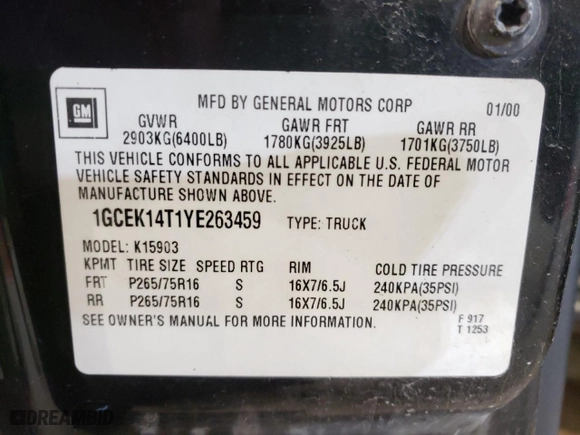 GM
MFD BY GENERAL MOTORS CORP 01/00
GVWR GAWR FRT GAWR RR
2903KG(6400LB) 1780KG(3925LB) 1701KG(3750LB)
THIS VEHICLE CONFORMS TO ALL APPLICABLE U.S. FEDERAL MOTOR
VEHICLE SAFETY STANDARDS IN EFFECT ON THE DATE OF
MANUFACTURE SHOWN ABOVE.
1GCEK14T1YE263459 TYPE: TRUCK
MODEL: K15903
KPMT TIRE SIZE SPEED RTG RIM COLD TIRE PRESSURE
FRT P265/75R16 S 16X7/6.5J 240KPA(35PSI)
RR P265/75R16 S 16X7/6.5J 240KPA(35PSI)
SEE OWNER'S MANUAL FOR MORE INFORMATION. F 917
T 1253
DREAMBID